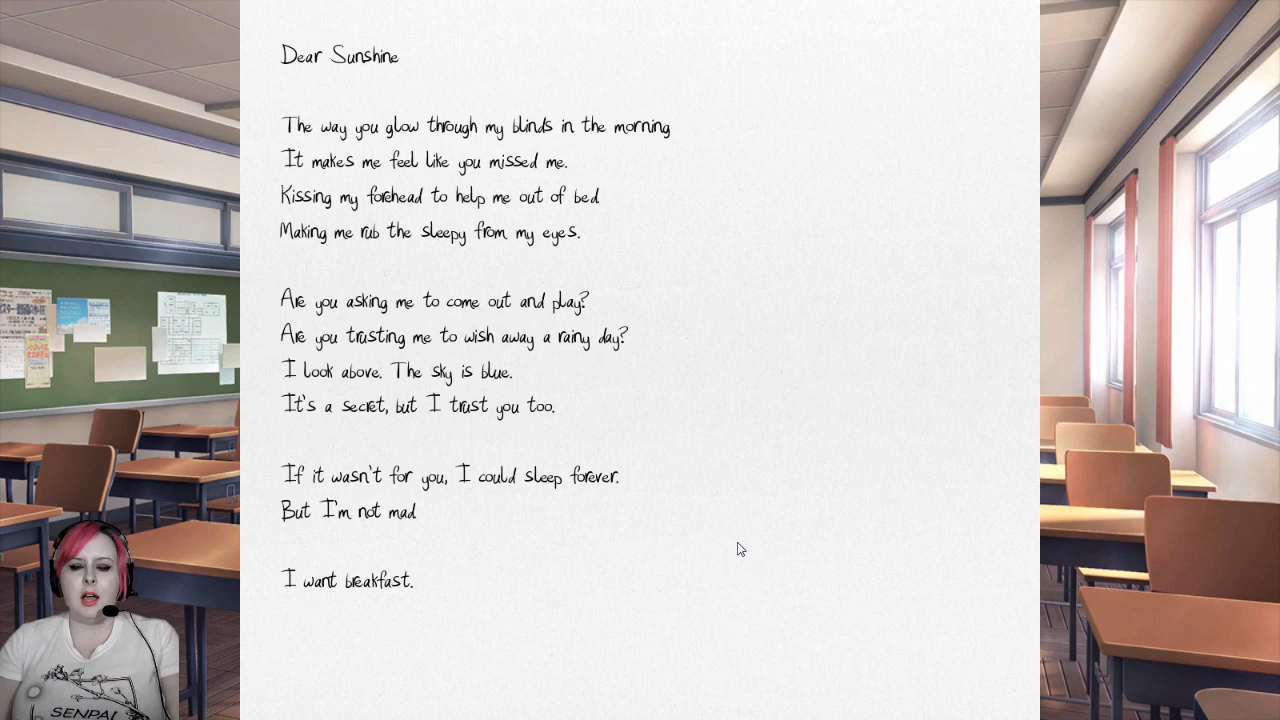 Dear Sunshine
The way you glow through my blinds in the morning
It makes me feel like you missed me.
Kissing my forehead to help me out of bed
Making me rub the sleepy from my eyes.
Are you asking me to come out and play?
Are you trusting me to wish away a rainy day?
I look above. The sky is blue.
It's a secret, but I trust you too.
If it wasn't for you, I could sleep forever.
But I'm not mad
I want breakfast.
SENPAI